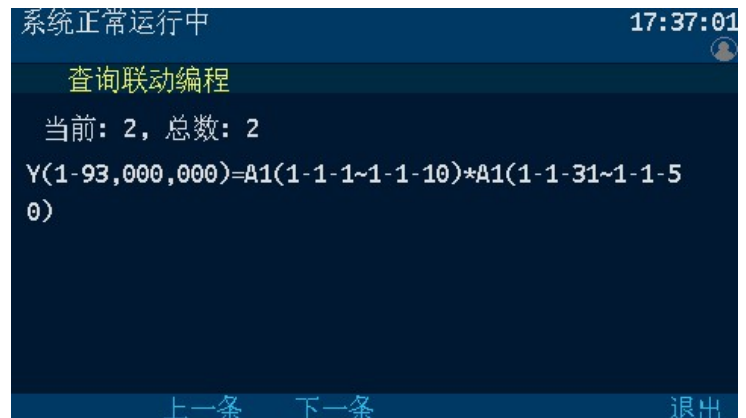 系统正常运行中 17:37:01
查询联动编程
当前: 2, 总数: 2
Y(1-93,000,000)=A1(1-1-1~1-1-10)*A1(1-1-31~1-1-5
0)
上一条 下一条 退出